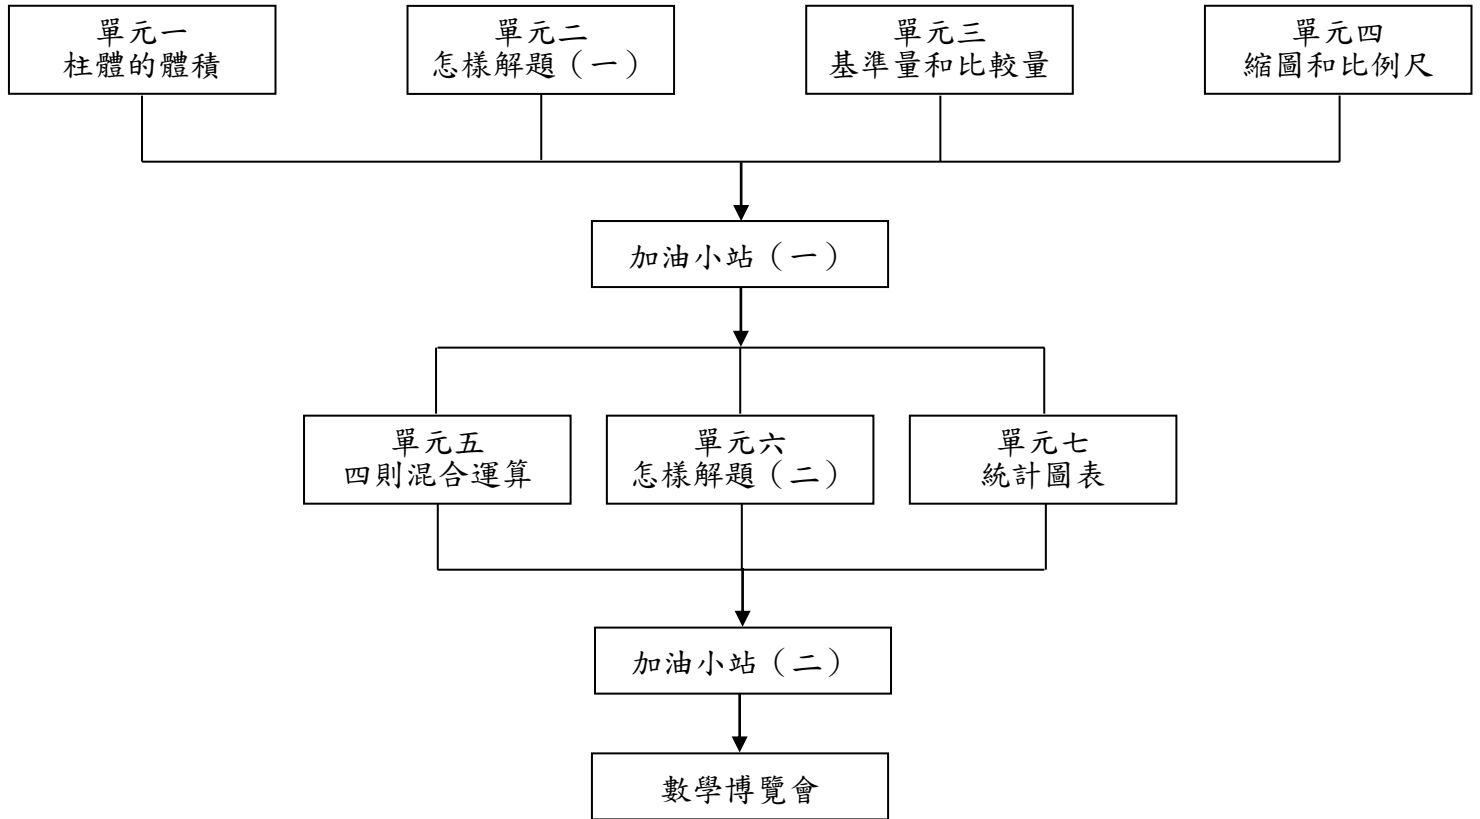 單元一
柱體的體積
單元二
怎樣解題（一）
單元三
基準量和比較量
單元四
縮圖和比例尺
加油小站（一）
單元五
四則混合運算
單元六
怎樣解題（二）
單元七
統計圖表
加油小站（二）
數學博覽會